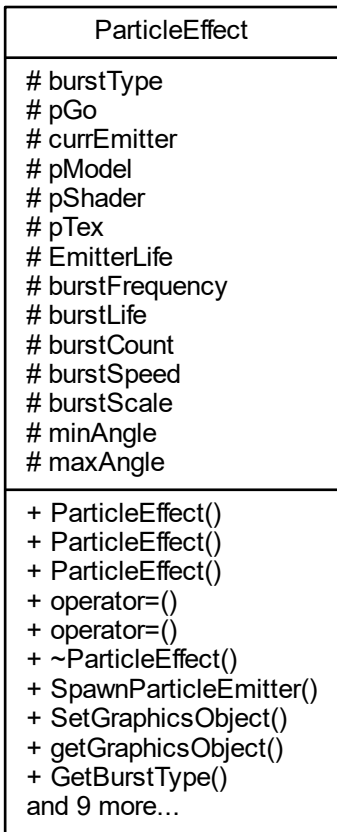 ParticleEffect
# burstType
# pGo
# currEmitter
# pModel
# pShader
# pTex
# EmitterLife
# burstFrequency
# burstLife
# burstCount
# burstSpeed
# burstScale
# minAngle
# maxAngle
+ ParticleEffect()
+ ParticleEffect()
+ ParticleEffect()
+ operator=()
+ operator=()
+ ~ParticleEffect()
+ SpawnParticleEmitter()
+ SetGraphicsObject()
+ getGraphicsObject()
+ GetBurstType()
and 9 more...